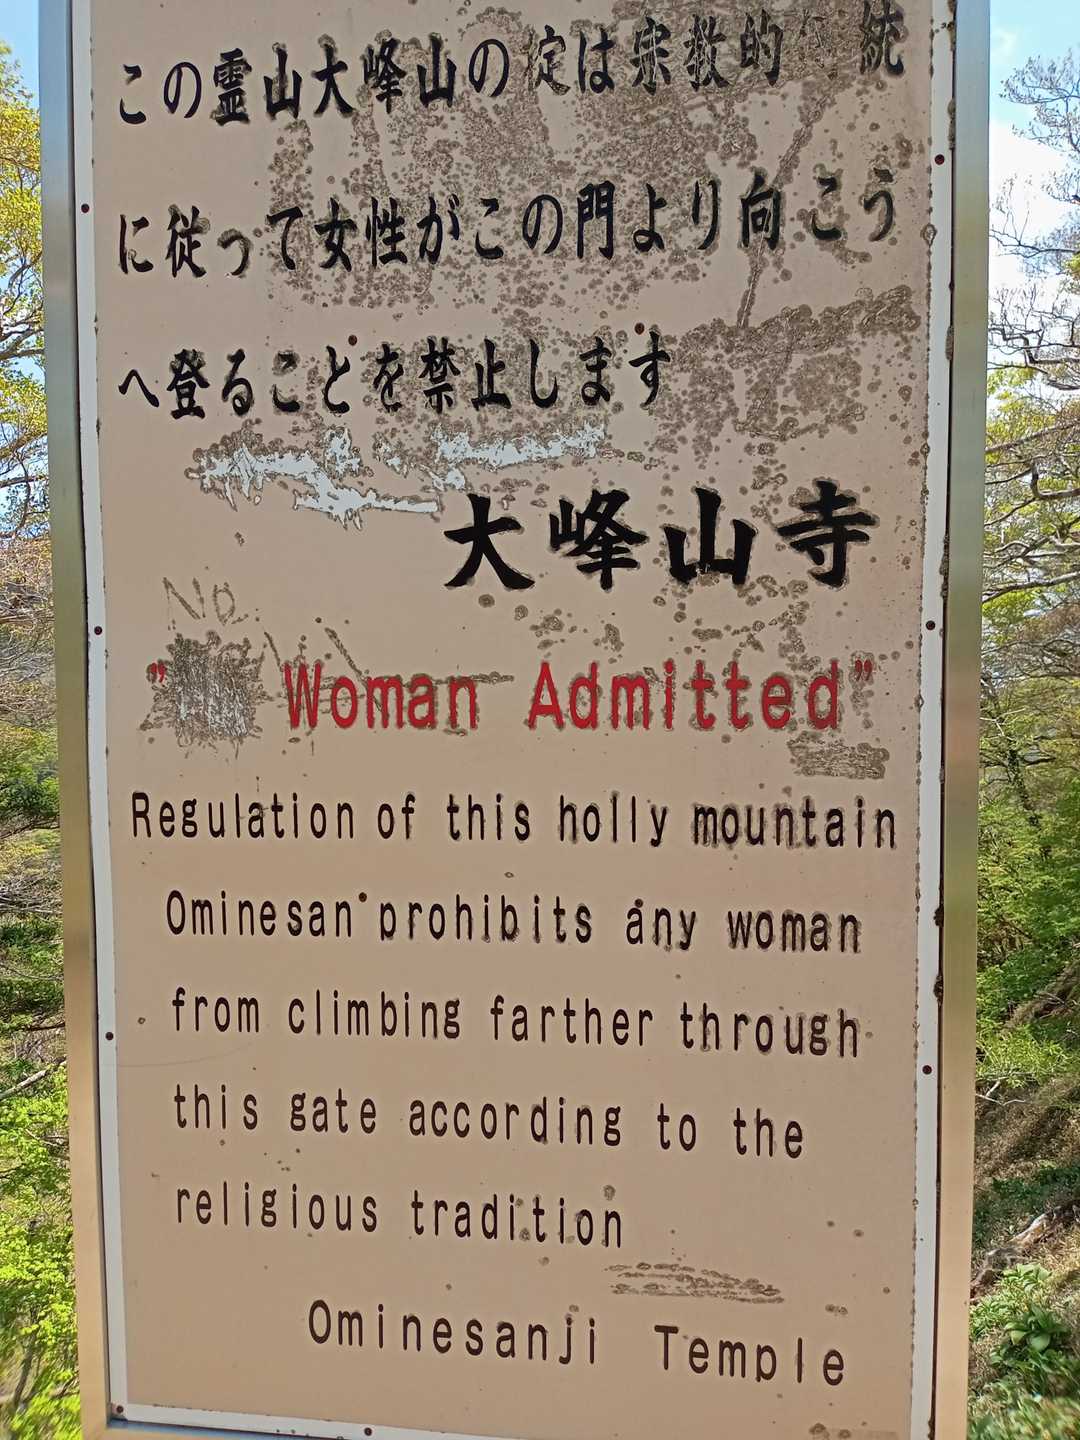 この霊山大峰山の掟は宗教的 統
に従って女性がこの門より向こう
へ登ることを禁止します
大峰山寺
No
" Woman Admitted"
Regulation of this holly mountain
Ominesan prohibits any woman
from climbing farther through
this gate according to the
religious tradition
Ominesanji Temple